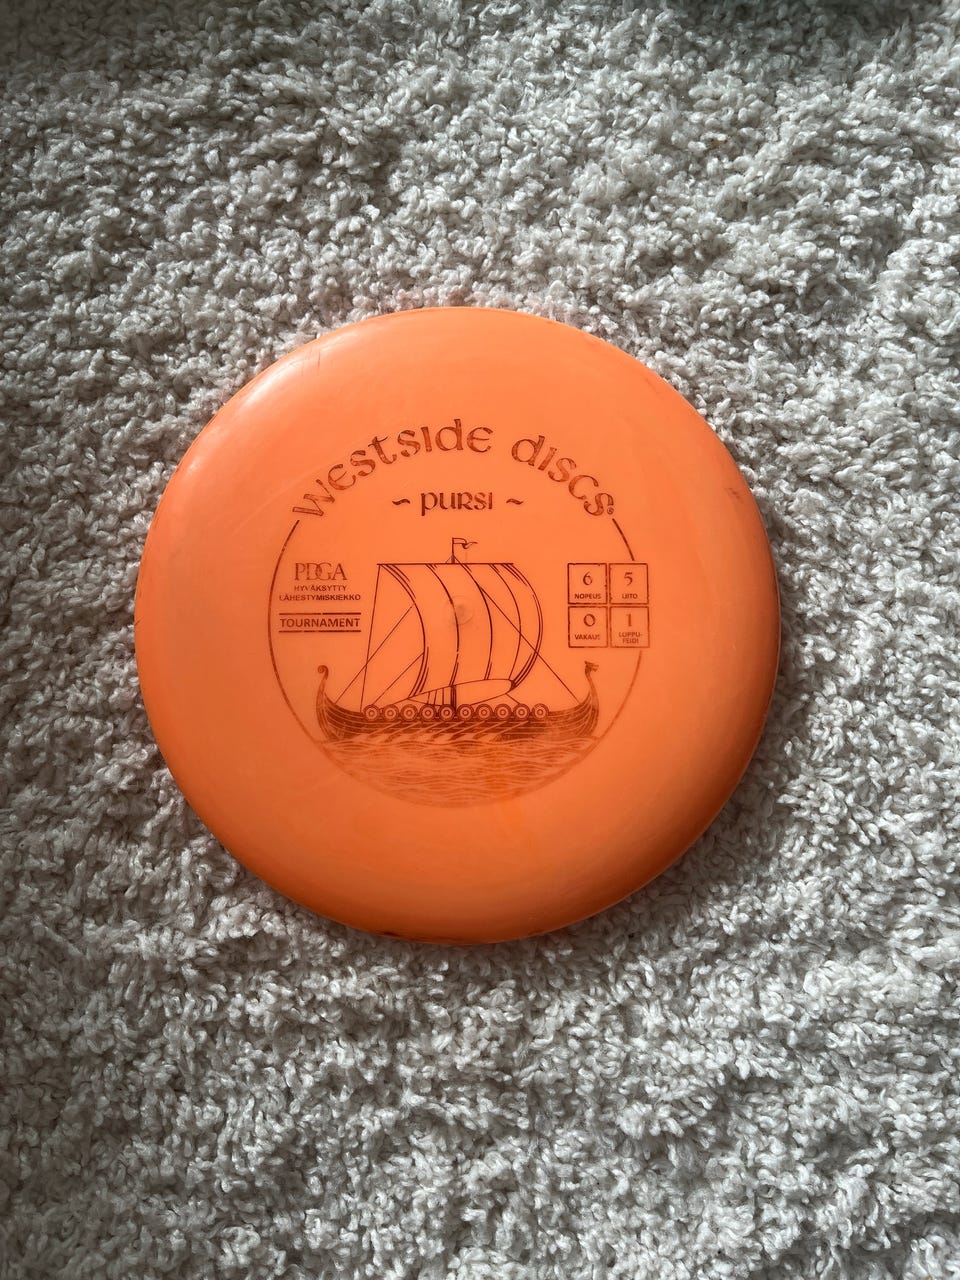 westside discs
~ pursi ~
PDGA
HYVÄKSYTTY
LÄHESTYMISKIEKKO
TOURNAMENT
6 5
NOPEUS LIITO
0 1
VAKAUS LOPPU-
FEIDI